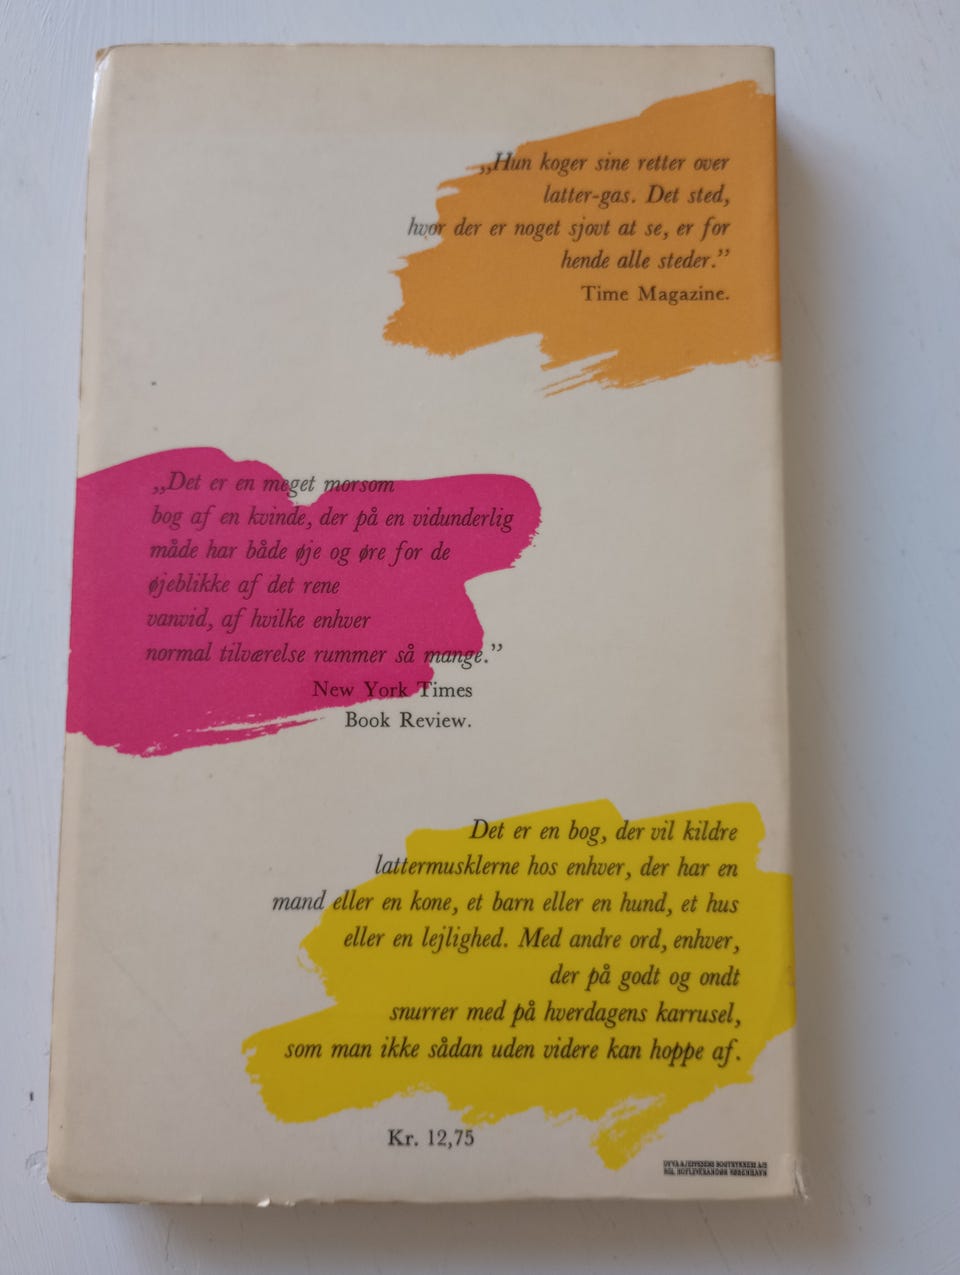 „Hun koger sine retter over
latter-gas. Det sted,
hvor der er noget sjovt at se, er for
hende alle steder.”
Time Magazine.
„Det er en meget morsom
bog af en kvinde, der på en vidunderlig
måde har både øje og øre for de
øjeblikke af det rene
vanvid, af hvilke enhver
normal tilværelse rummer så mange.”
New York Times
Book Review.
Det er en bog, der vil kildre
lattermusklerne hos enhver, der har en
mand eller en kone, et barn eller en hund, et hus
eller en lejlighed. Med andre ord, enhver,
der på godt og ondt
snurrer med på hverdagens karrusel,
som man ikke sådan uden videre kan hoppe af.
Kr. 12,75